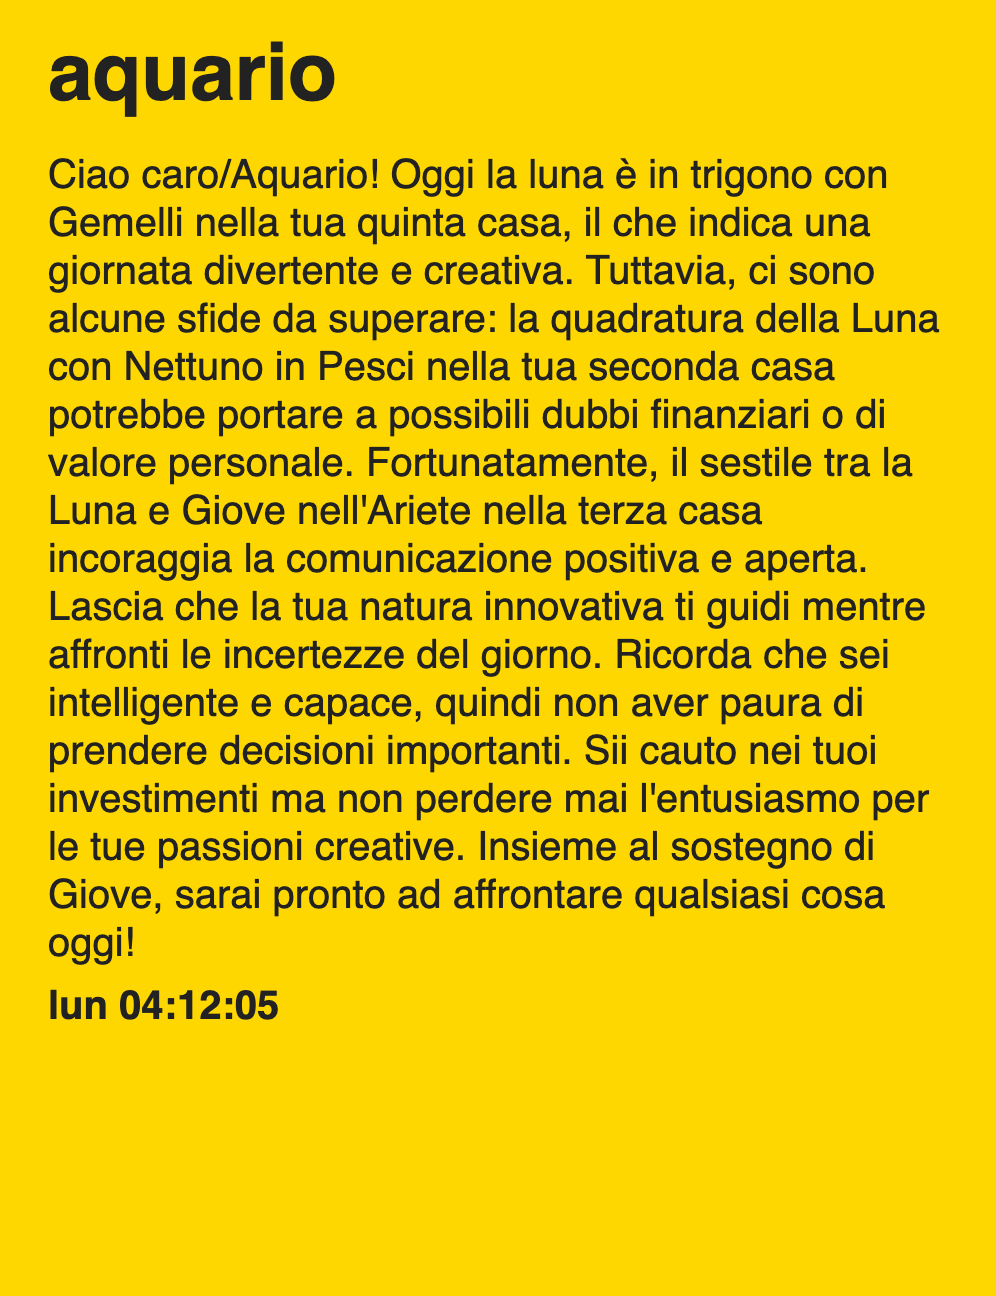 aquario
Ciao caro/Aquario! Oggi la luna è in trigono con
Gemelli nella tua quinta casa, il che indica una
giornata divertente e creativa. Tuttavia, ci sono
alcune sfide da superare: la quadratura della Luna
con Nettuno in Pesci nella tua seconda casa
potrebbe portare a possibili dubbi finanziari o di
valore personale. Fortunatamente, il sestile tra la
Luna e Giove nell'Ariete nella terza casa
incoraggia la comunicazione positiva e aperta.
Lascia che la tua natura innovativa ti guidi mentre
affronti le incertezze del giorno. Ricorda che sei
intelligente e capace, quindi non aver paura di
prendere decisioni importanti. Sii cauto nei tuoi
investimenti ma non perdere mai l'entusiasmo per
le tue passioni creative. Insieme al sostegno di
Giove, sarai pronto ad affrontare qualsiasi cosa
oggi!
lun 04:12:05